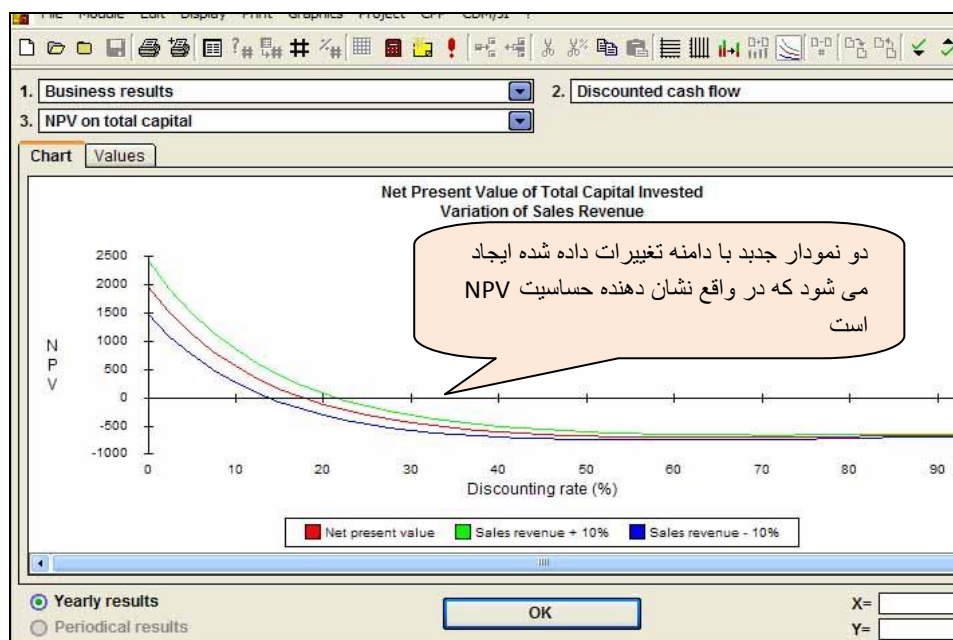 File Module Edit Display Print Graphics Project CFP CDM/JI ?
1. Business results
2. Discounted cash flow
3. NPV on total capital
Chart Values
Net Present Value of Total Capital Invested
Variation of Sales Revenue
دو نمودار جدبد با دامنه تغییرات داده شده ایجاد
می شود که در واقع نشان دهنده حساسیت NPV
است
NPV
2500
2000
1500
1000
500
0
-500
-1000
0 10 20 30 40 50 60 70 80 90
Discounting rate (%)
Net present value Sales revenue + 10% Sales revenue - 10%
Yearly results
Periodical results
OK
X=
Y=